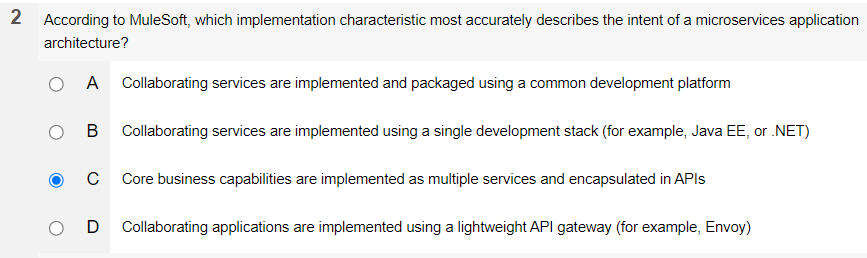 2
According to MuleSoft, which implementation characteristic most accurately describes the intent of a microservices application
architecture?
A Collaborating services are implemented and packaged using a common development platform
B Collaborating services are implemented using a single development stack (for example, Java EE, or .NET)
C Core business capabilities are implemented as multiple services and encapsulated in APIs
D Collaborating applications are implemented using a lightweight API gateway (for example, Envoy)